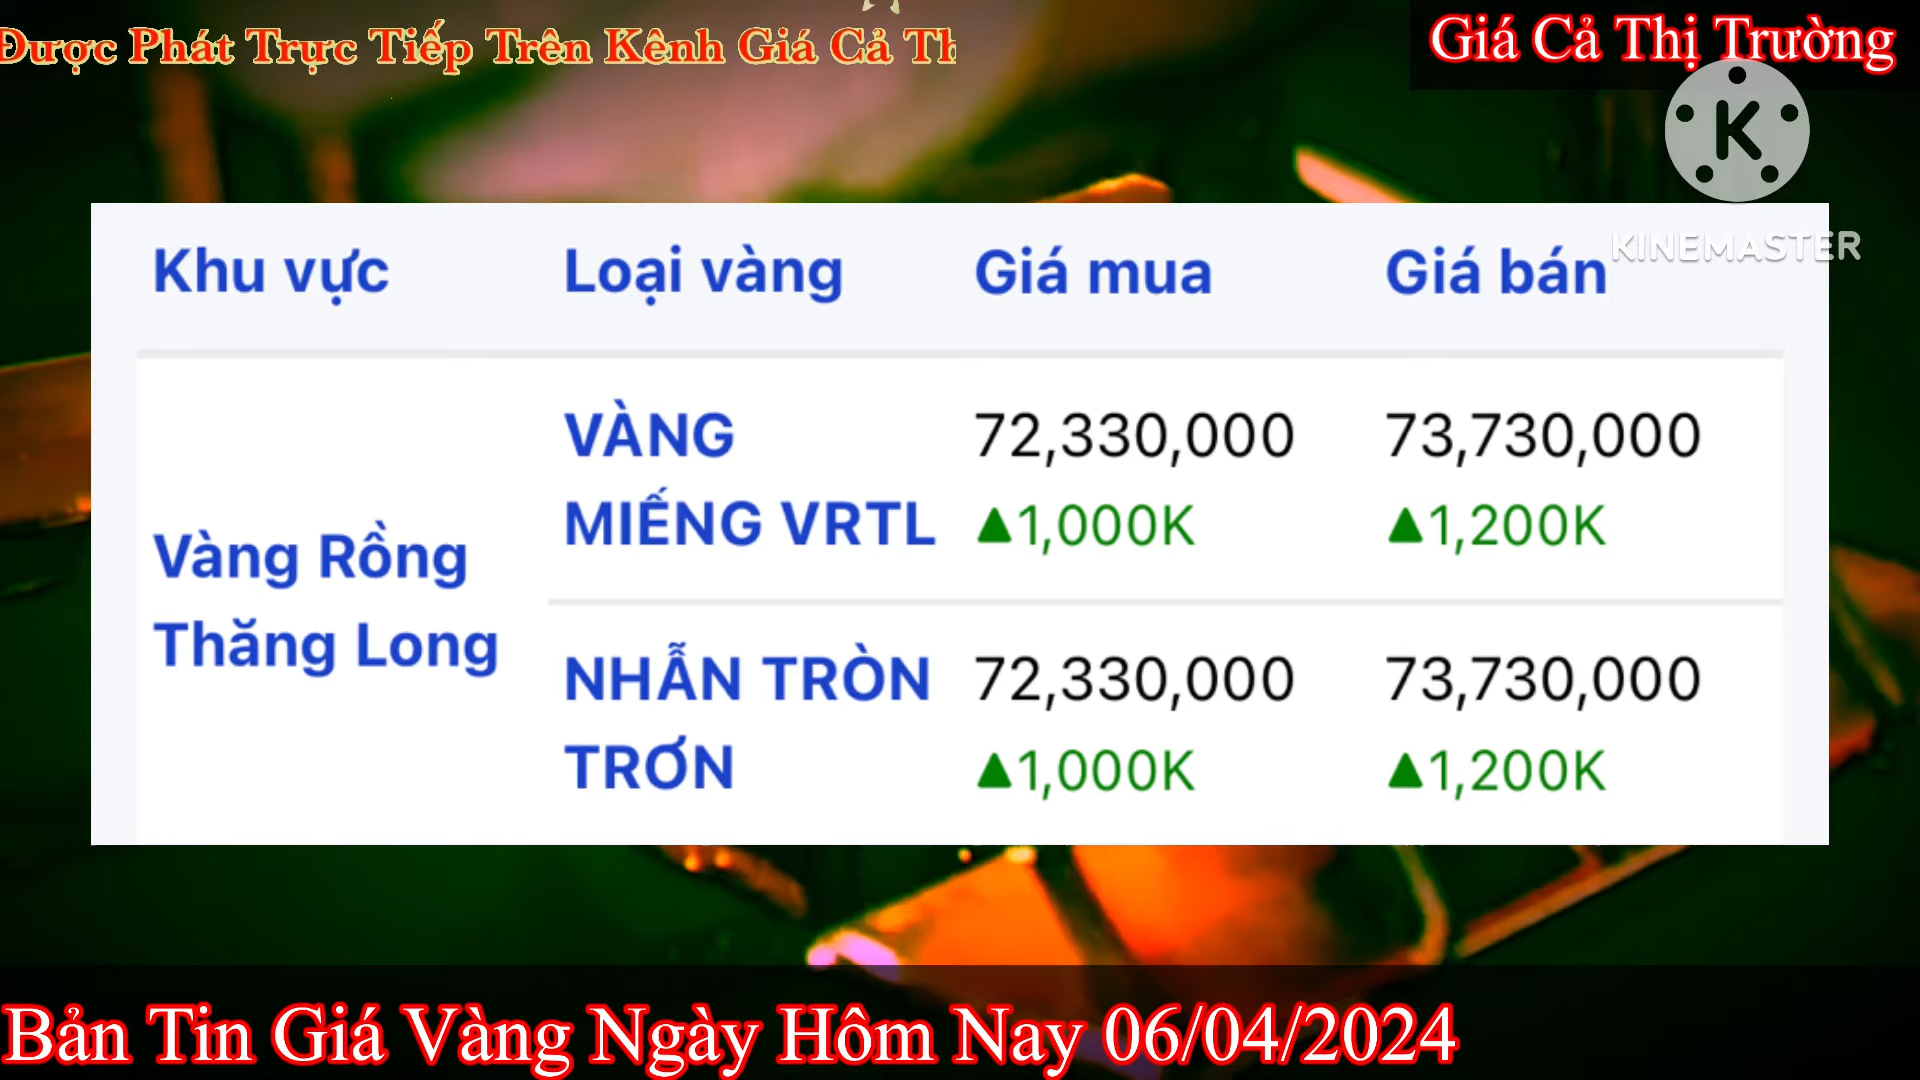 Được Phát Trực Tiếp Trên Kênh Giá Cả Th
Giá Cả Thị Trường
K
KINEMASTER
Khu vực Loại vàng Giá mua Giá bán
VÀNG 72,330,000 73,730,000
MIẾNG VRTL ▲1,000K ▲1,200K
Vàng Rồng
Thăng Long
NHẪN TRÒN 72,330,000 73,730,000
TRƠN ▲1,000K ▲1,200K
Bản Tin Giá Vàng Ngày Hôm Nay 06/04/2024